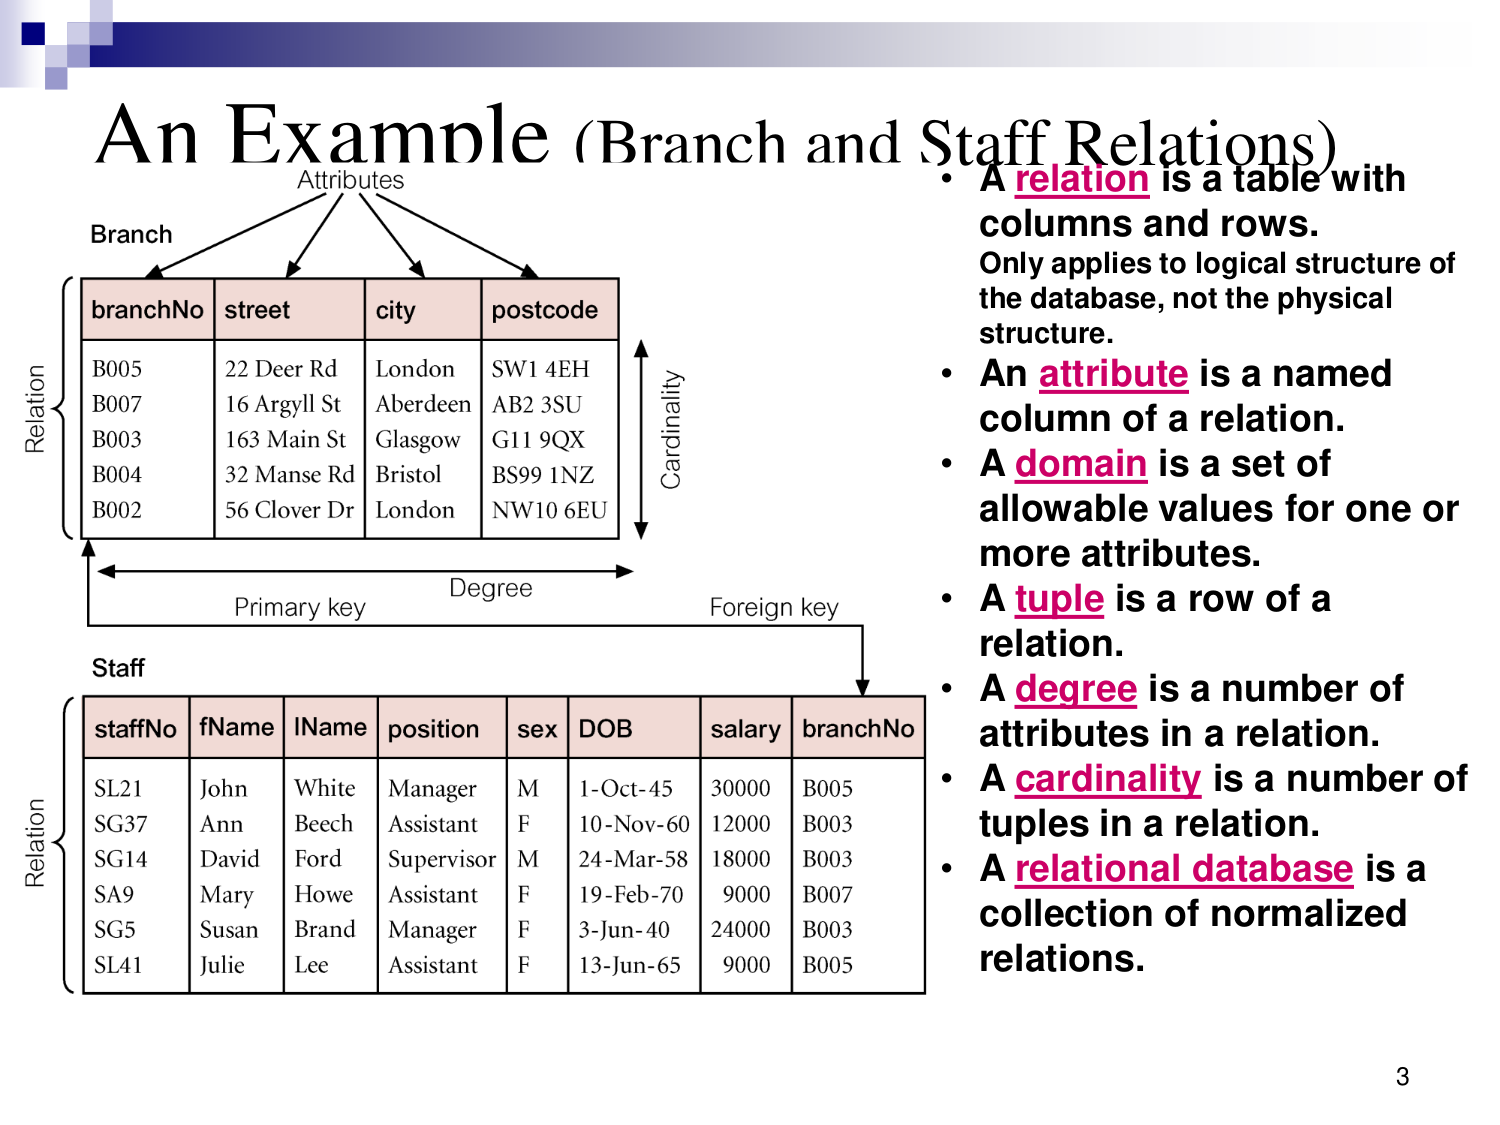 An Example (Branch and Staff Relations)
Attributes
Branch
Relation
branchNo street city postcode
B005 22 Deer Rd London SW1 4EH
B007 16 Argyll St Aberdeen AB2 3SU
B003 163 Main St Glasgow G11 9QX
B004 32 Manse Rd Bristol BS99 1NZ
B002 56 Clover Dr London NW10 6EU
Cardinality
Degree
Primary key
Foreign key
Staff
Relation
staffNo fName lName position sex DOB salary branchNo
SL21 John White Manager M 1-Oct-45 30000 B005
SG37 Ann Beech Assistant F 10-Nov-60 12000 B003
SG14 David Ford Supervisor M 24-Mar-58 18000 B003
SA9 Mary Howe Assistant F 19-Feb-70 9000 B007
SG5 Susan Brand Manager F 3-Jun-40 24000 B003
SL41 Julie Lee Assistant F 13-Jun-65 9000 B005
• A relation is a table with
columns and rows.
Only applies to logical structure of
the database, not the physical
structure.
• An attribute is a named
column of a relation.
• A domain is a set of
allowable values for one or
more attributes.
• A tuple is a row of a
relation.
• A degree is a number of
attributes in a relation.
• A cardinality is a number of
tuples in a relation.
• A relational database is a
collection of normalized
relations.
3